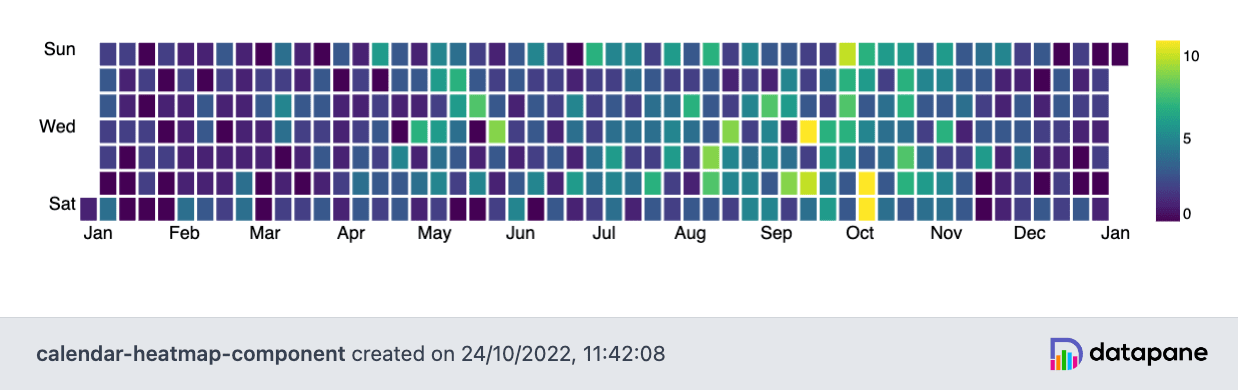 Sun
10
Wed
5
Sat
0
Jan Feb Mar Apr May Jun Jul Aug Sep Oct Nov Dec Jan
calendar-heatmap-component created on 24/10/2022, 11:42:08
datapane